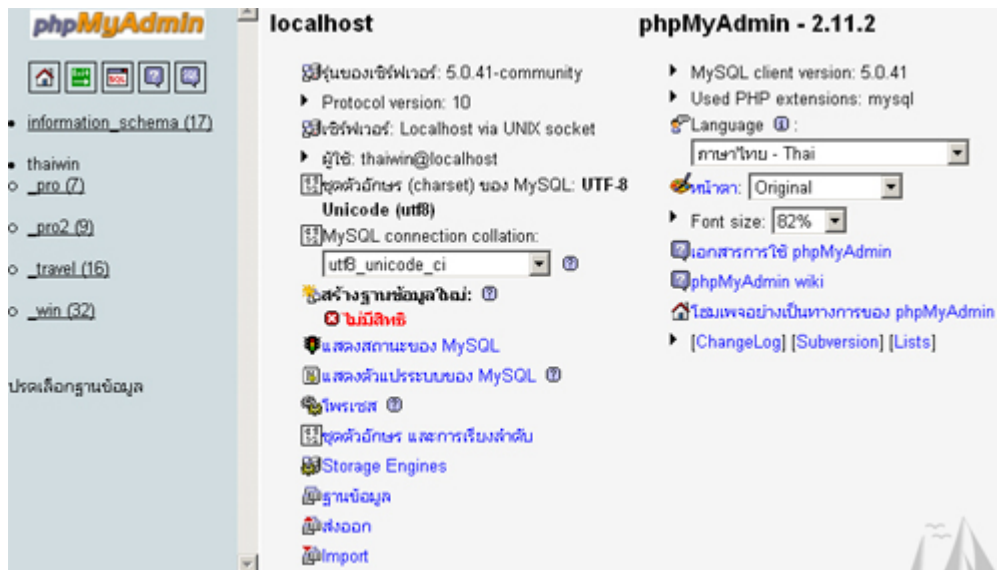 phpMyAdmin
information_schema (17)
thaiwin
_pro (7)
_pro2 (9)
_travel (16)
_win (32)
ปรดเลือกฐานข้อมูล
localhost
รุ่นของเซิร์ฟเวอร์: 5.0.41-community
Protocol version: 10
เซิร์ฟเวอร์: Localhost via UNIX socket
ผู้ใช้: thaiwin@localhost
ชุดตัวอักษร (charset) ของ MySQL: UTF-8
Unicode (utf8)
MySQL connection collation:
utf8_unicode_ci
สร้างฐานข้อมูลใหม่:
ไม่มีสิทธิ
แสดงสถานะของ MySQL
แสดงตัวแปรระบบของ MySQL
โพรเซส
ชุดตัวอักษร และการเรียงลำดับ
Storage Engines
ฐานข้อมูล
ส่งออก
Import
phpMyAdmin - 2.11.2
MySQL client version: 5.0.41
Used PHP extensions: mysql
Language :
ภาษาไทย - Thai
หน้าตา: Original
Font size: 82%
เอกสารการใช้ phpMyAdmin
phpMyAdmin wiki
โฮมเพจอย่างเป็นทางการของ phpMyAdmin
[ChangeLog] [Subversion] [Lists]